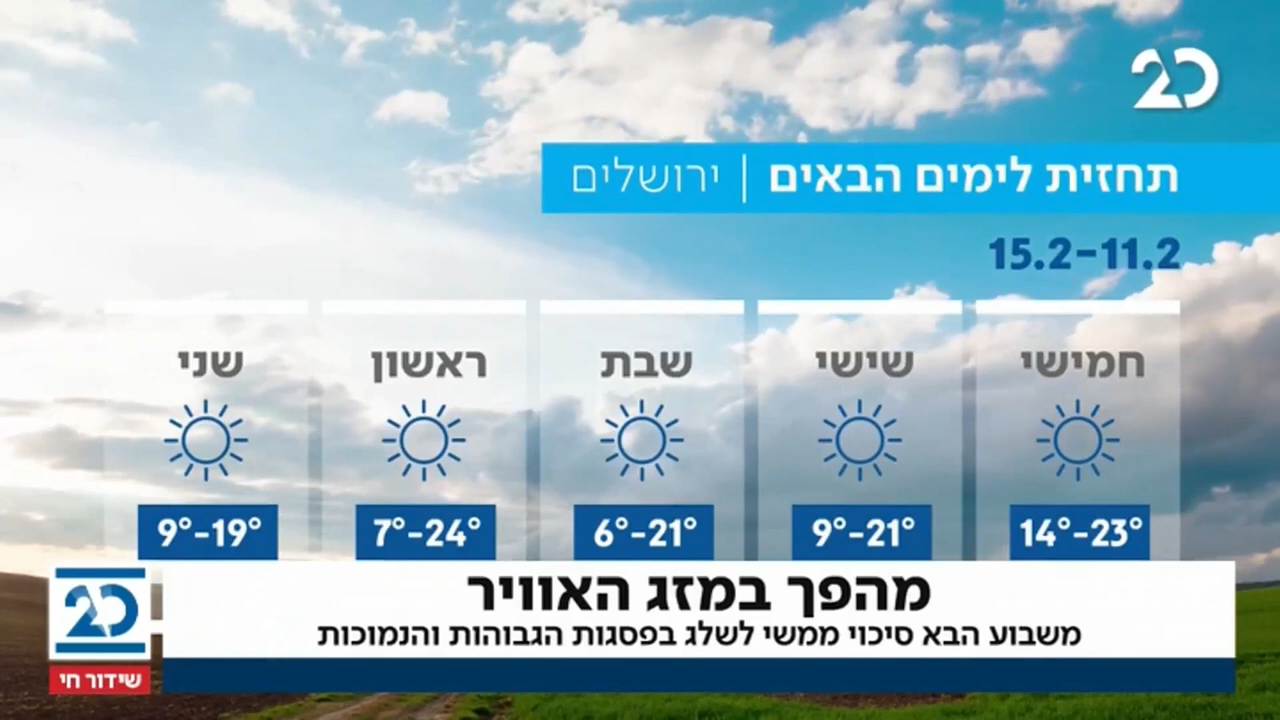 20
תחזית לימים הבאים | ירושלים
15.2-11.2
חמישי שישי שבת ראשון שני
14°-23° 9°-21° 6°-21° 7°-24° 9°-19°
מהפך במזג האוויר
משבוע הבא סיכוי ממשי לשלג בפסגות הגבוהות והנמוכות
20
שידור חי